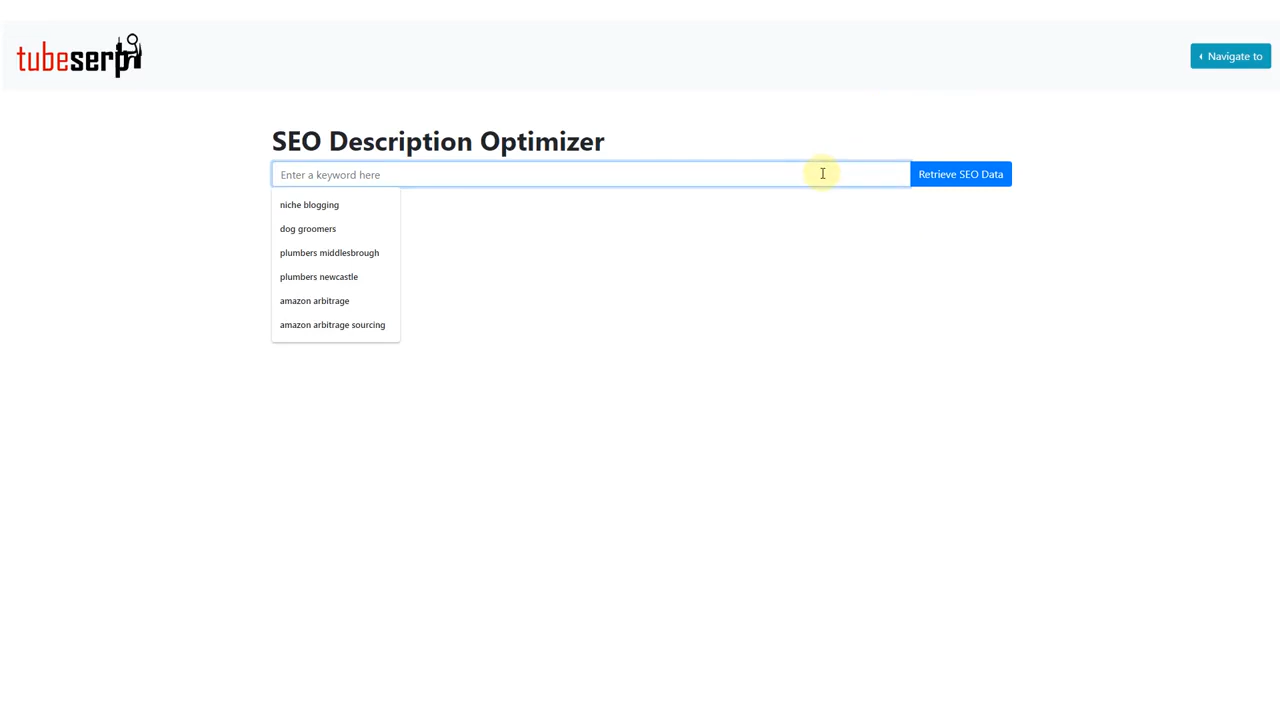 tubeserp
Navigate to
SEO Description Optimizer
Enter a keyword here
Retrieve SEO Data
niche blogging
dog groomers
plumbers middlesbrough
plumbers newcastle
amazon arbitrage
amazon arbitrage sourcing